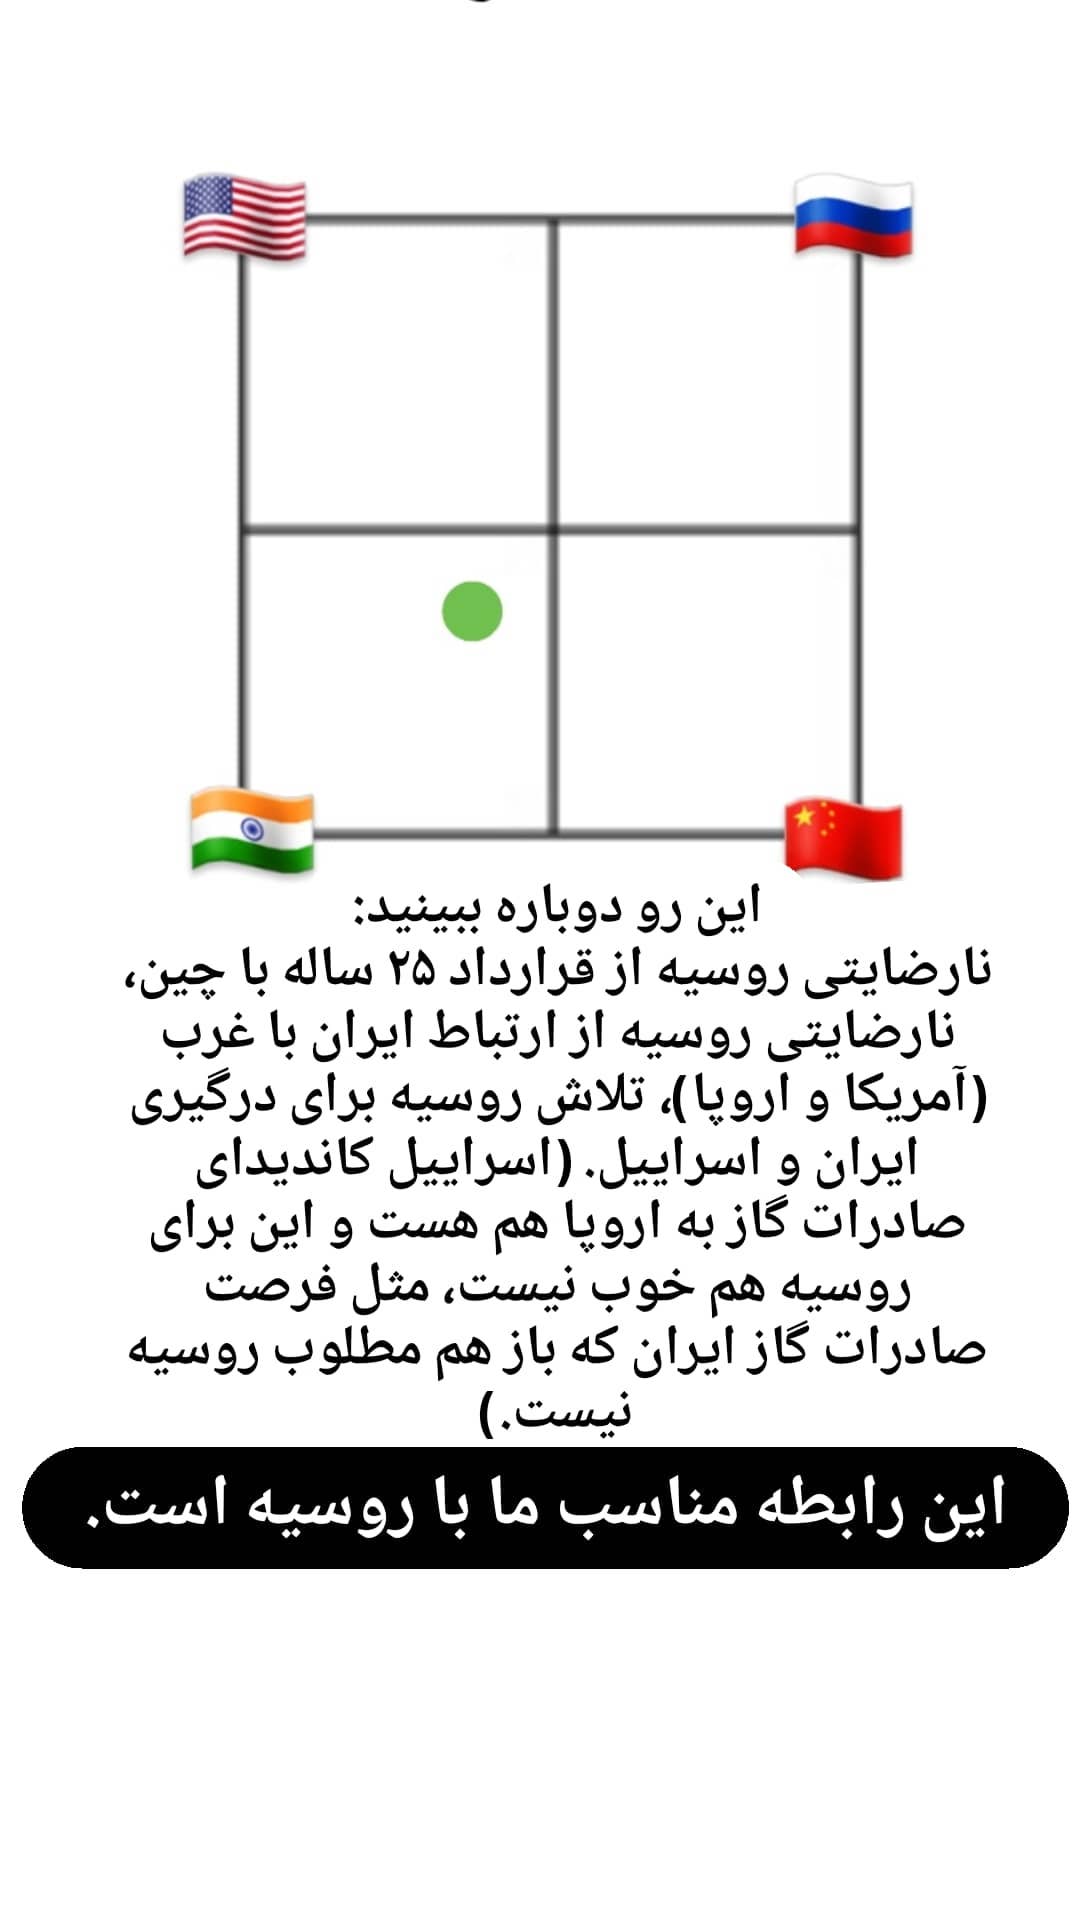 این رو دوباره ببینید:
نارضایتی روسیه از قرارداد ۲۵ ساله با چین،
نارضایتی روسیه از ارتباط ایران با غرب
(آمریکا و اروپا)، تلاش روسیه برای درگیری
ایران و اسراییل. (اسراییل کاندیدای
صادرات گاز به اروپا هم هست و این برای
روسیه هم خوب نیست، مثل فرصت
صادرات گاز ایران که باز هم مطلوب روسیه
نیست.)
این رابطه مناسب ما با روسیه است.